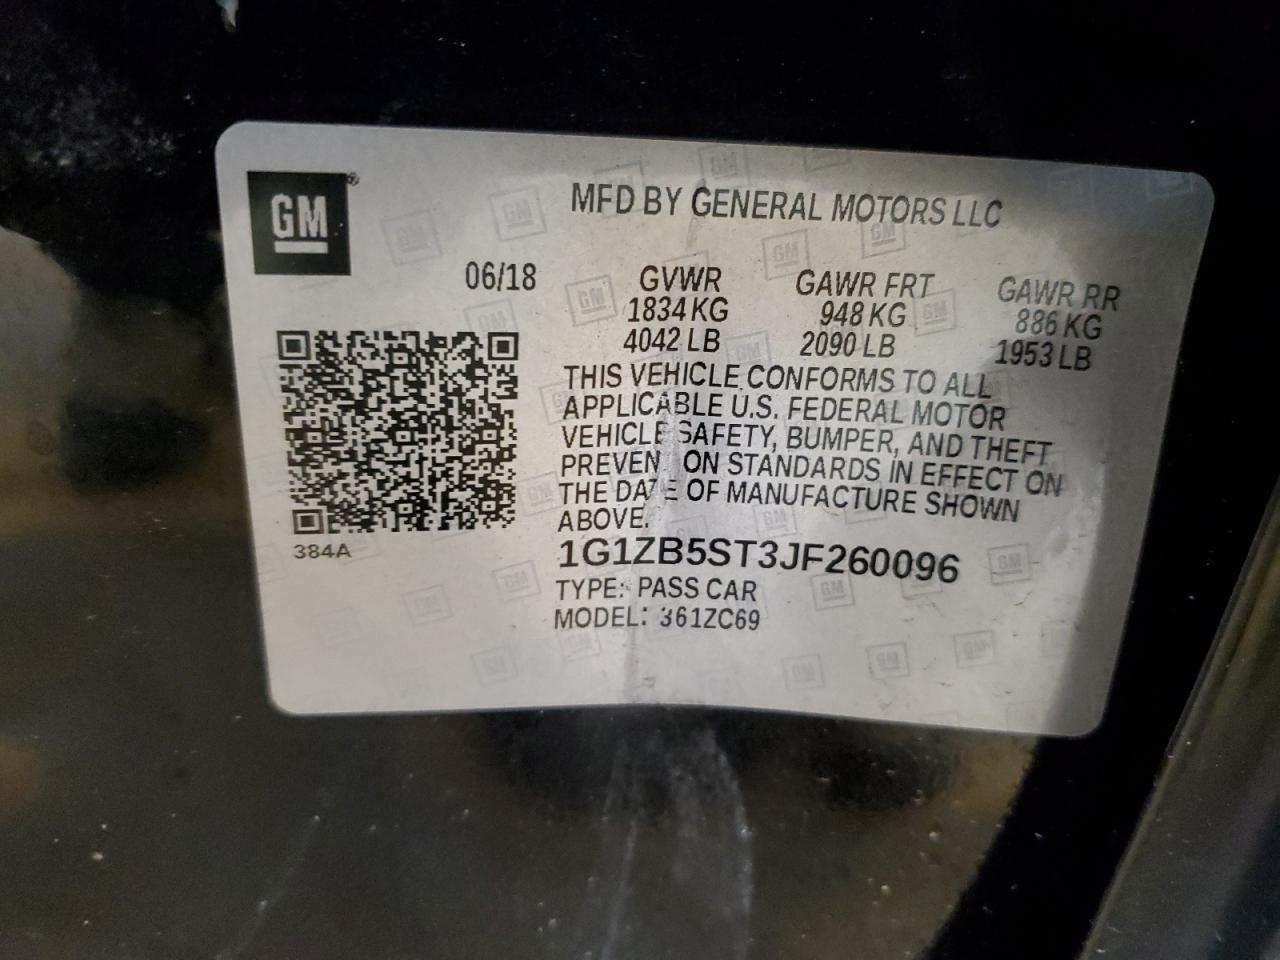 GM®
MFD BY GENERAL MOTORS LLC
06/18 GVWR GAWR FRT GAWR RR
1834 KG 948 KG 886 KG
4042 LB 2090 LB 1953 LB
THIS VEHICLE CONFORMS TO ALL
APPLICABLE U.S. FEDERAL MOTOR
VEHICLE SAFETY, BUMPER, AND THEFT
PREVEN ON STANDARDS IN EFFECT ON
THE DATE OF MANUFACTURE SHOWN
ABOVE.
384A
1G1ZB5ST3JF260096
TYPE: PASS CAR
MODEL: 361ZC69